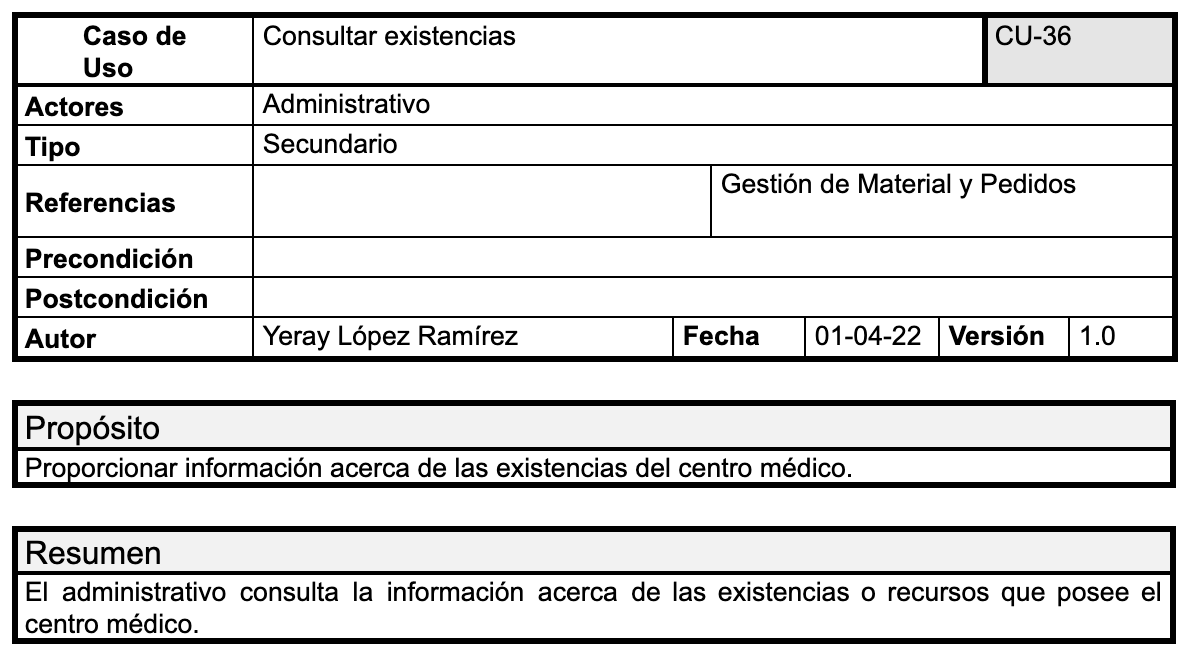 Caso de
Uso
Consultar existencias
CU-36
Actores
Administrativo
Tipo
Secundario
Referencias
Gestión de Material y Pedidos
Precondición
Postcondición
Autor
Yeray López Ramírez
Fecha
01-04-22
Versión
1.0
Propósito
Proporcionar información acerca de las existencias del centro médico.
Resumen
El administrativo consulta la información acerca de las existencias o recursos que posee el
centro médico.